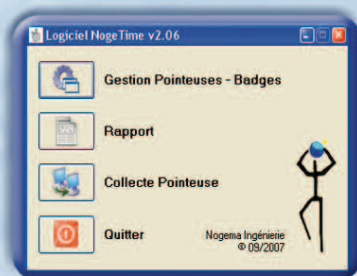 Logiciel NogeTime v2.06
Gestion Pointeuses - Badges
Rapport
Collecte Pointeuse
Quitter
Nogema Ingénierie
© 09/2007